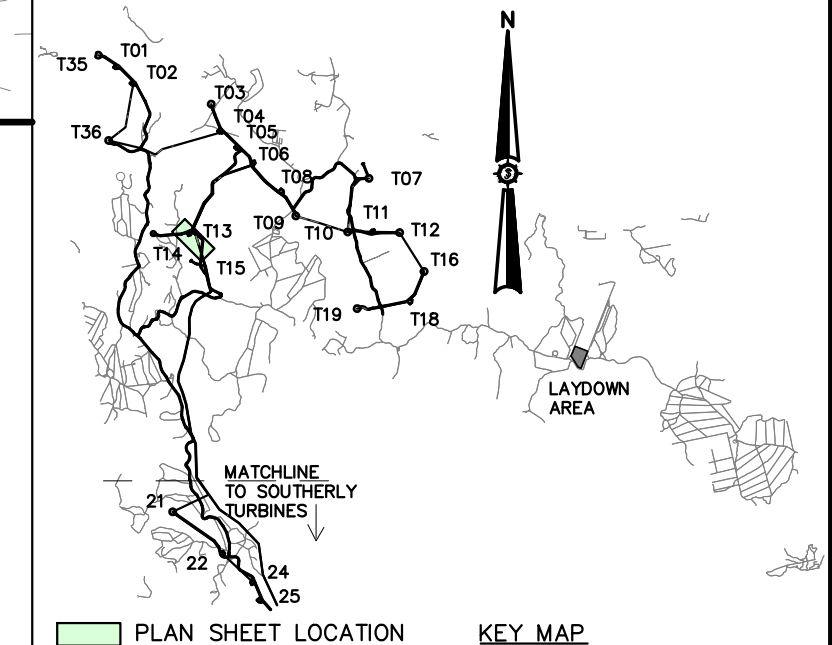 N
T01
T35
T02
T03
T04
T36
T05
T06
T08
T07
T09
T11
T10
T12
T13
T14
T15
T16
T19
T18
LAYDOWN
AREA
MATCHLINE
TO SOUTHERLY
TURBINES
21
22
24
25
PLAN SHEET LOCATION
KEY MAP